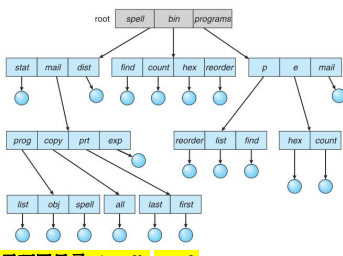 root spell bin programs
stat mail dist find count hex reorder p e mail
prog copy prt exp reorder list find hex count
list obj spell all last first